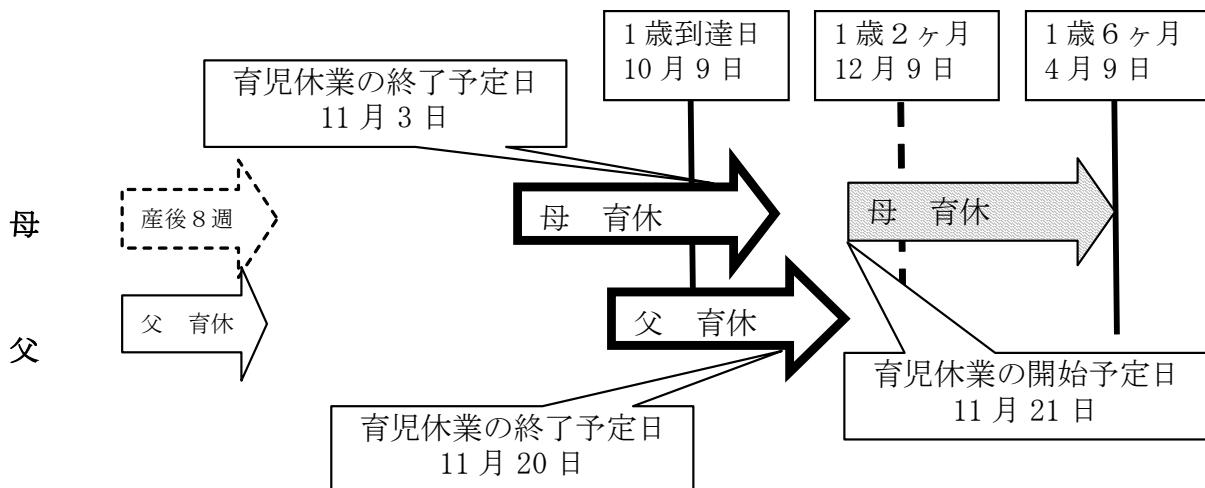 １歳到達日
10月9日
１歳２ヶ月
12月9日
１歳６ヶ月
4月9日
育児休業の終了予定日
11月3日
母
産後８週
母　育休
母　育休
父
父　育休
父　育休
育児休業の開始予定日
11月21日
育児休業の終了予定日
11月20日